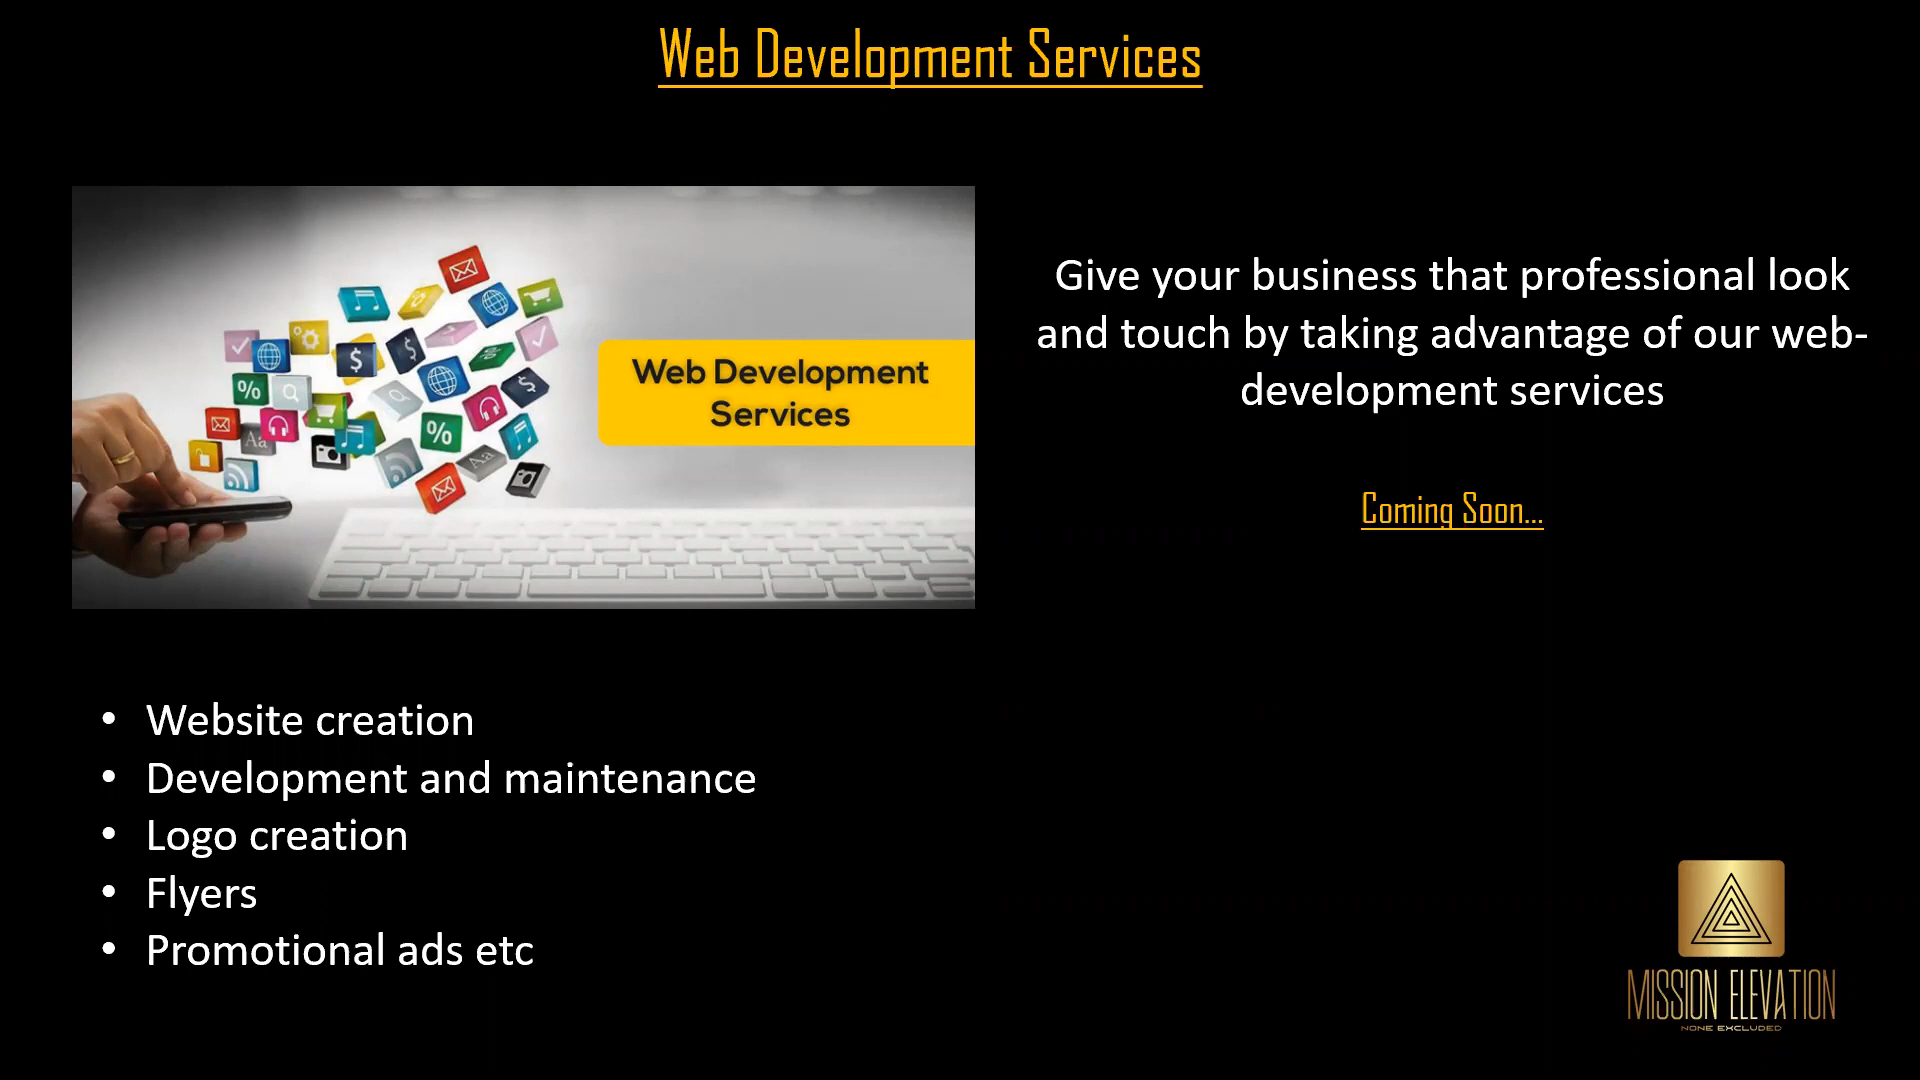 Web Development Services
Web Development
Services
Give your business that professional look
and touch by taking advantage of our web-
development services
Coming Soon...
• Website creation
• Development and maintenance
• Logo creation
• Flyers
• Promotional ads etc
MISSION ELEVATION
NONE EXCLUDED